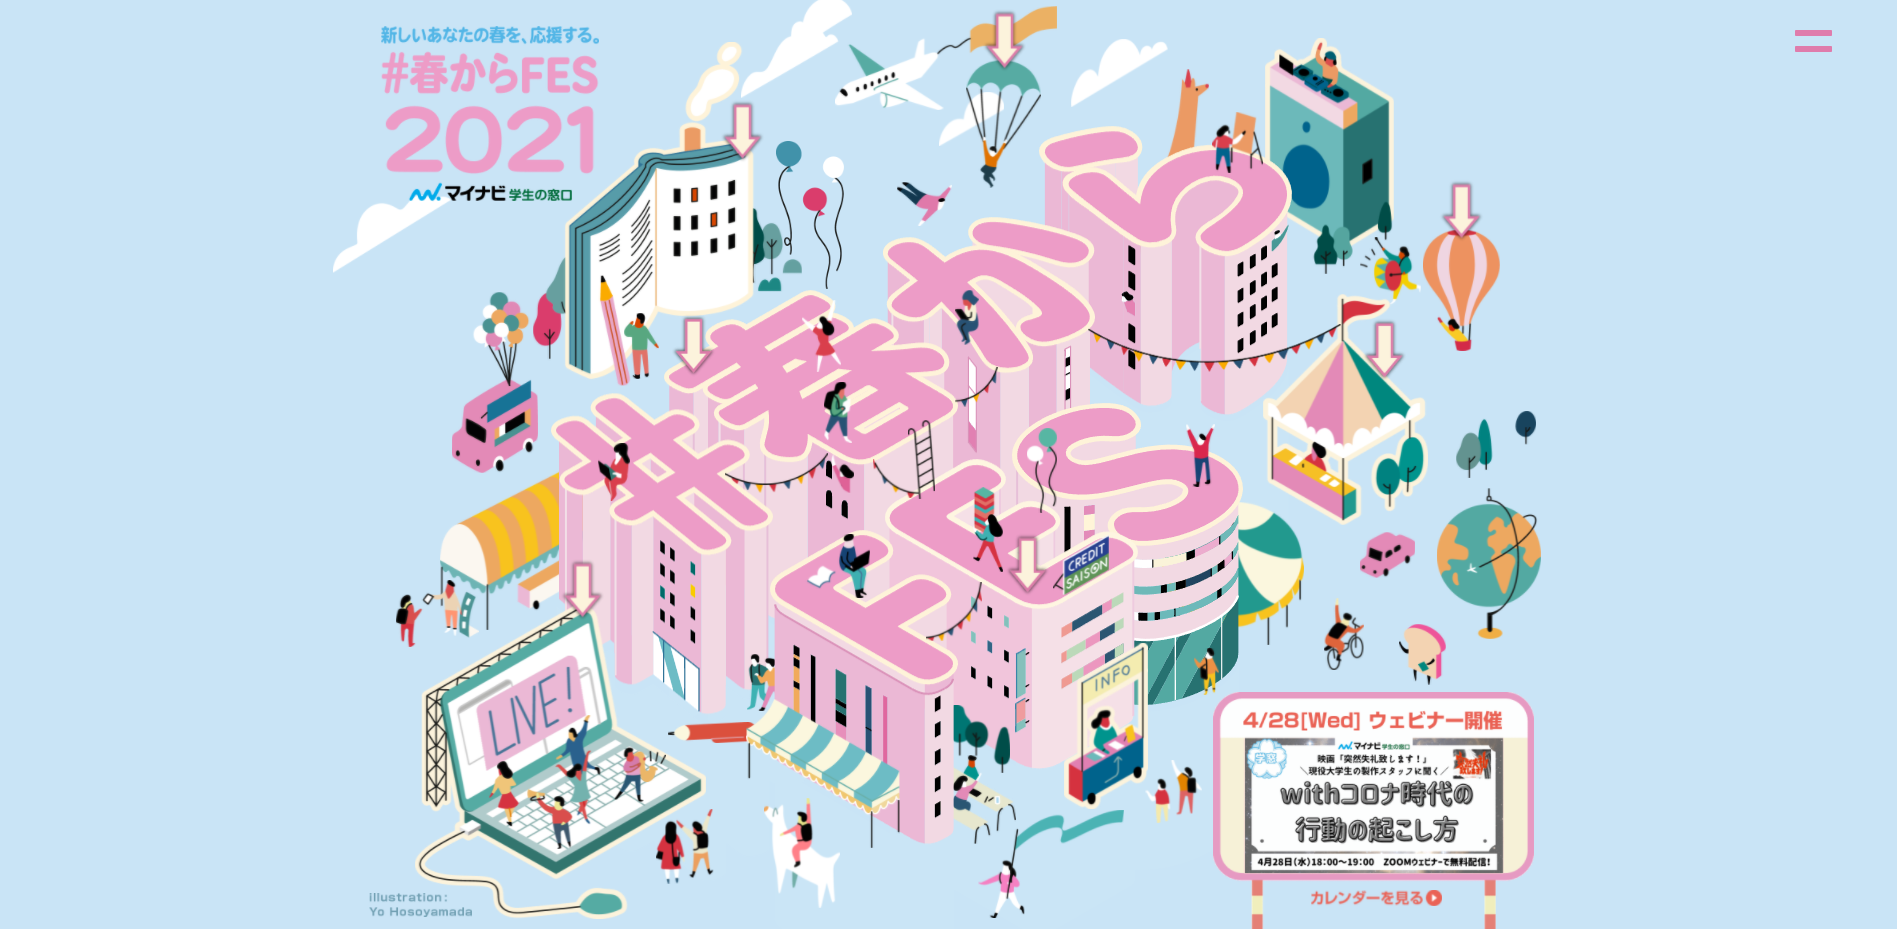 新しいあなたの春を、応援する。
#春からFES
2021
マイナビ 学生の窓口
#春から
FES
CREDIT
SAISON
LIVE!
INFO
4/28[Wed] ウェビナー開催
マイナビ 学生の窓口
学窓
映画「突然失礼致します!」
＼現役大学生の製作スタッフに聞く／
withコロナ時代の
行動の起こし方
4月28日(水)18:00〜19:00 ZOOMウェビナーで無料配信!
カレンダーを見る
illustration:
Yo Hosoyamada